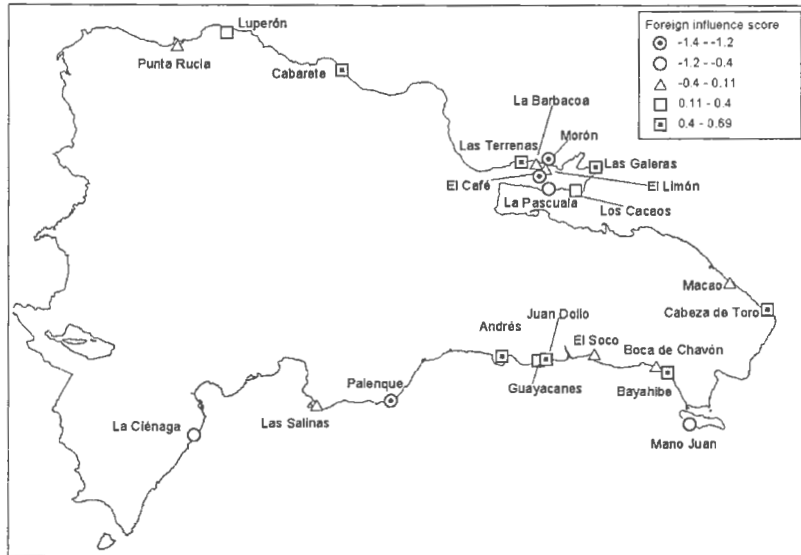 Luperón
Punta Rucia
Cabarete
Foreign influence score
-1.4 - -1.2
-1.2 - -0.4
-0.4 - 0.11
0.11 - 0.4
0.4 - 0.69
La Barbacoa
Morón
Las Terrenas
Las Galeras
El Café
El Limón
La Pascuala
Los Cacaos
Macao
Cabeza de Toro
Juan Dolio
Andrés
El Soco
Boca de Chavón
Guayacanes
Bayahibe
Palenque
Las Salinas
La Ciénaga
Mano Juan